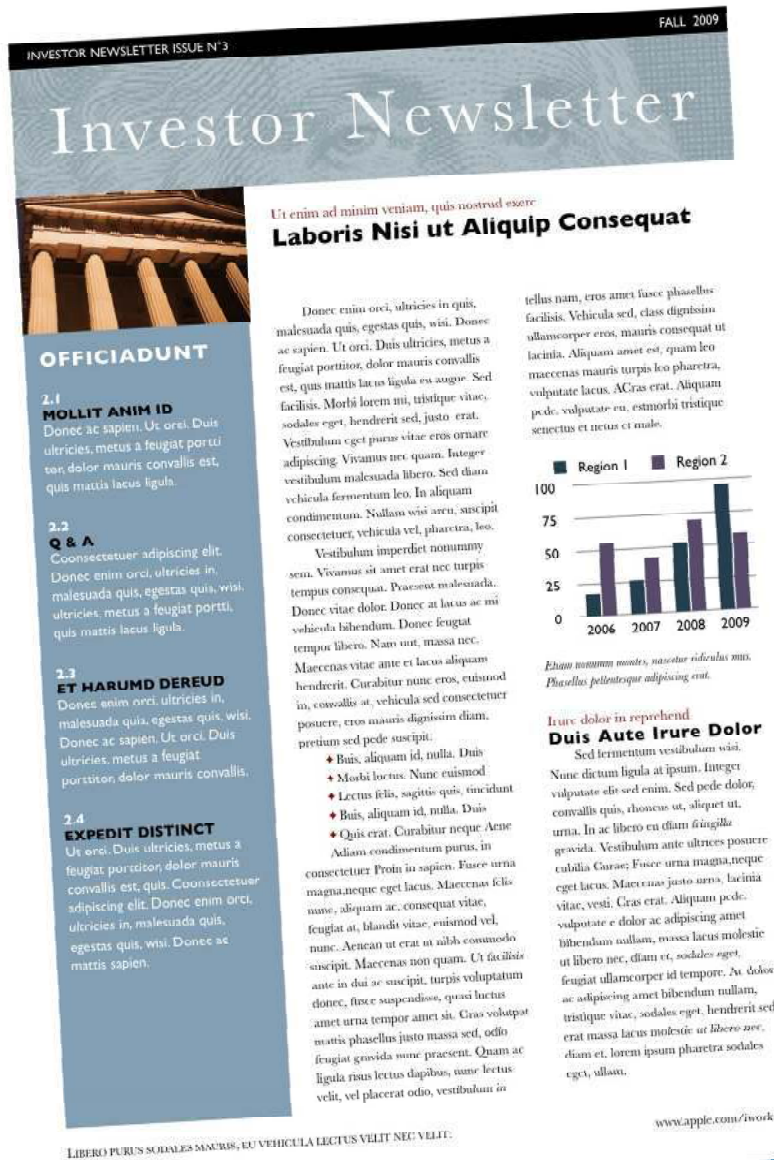 INVESTOR NEWSLETTER ISSUE N°3
FALL 2009
Investor Newsletter
OFFICIADUNT
2.1
MOLLIT ANIM ID
Donec ac sapien. Ut orci. Duis
ultricies, metus a feugiat portti
tor, dolor mauris convallis est,
quis mattis lacus ligula.
2.2
Q & A
Coonsectetuer adipiscing elit.
Donec enim orci, ultricies in,
malesuada quis, egestas quis, wisi.
ultricies, metus a feugiat portti,
quis mattis lacus ligula.
2.3
ET HARUMD DEREUD
Donec enim orci, ultricies in,
malesuada quis, egestas quis, wisi.
Donec ac sapien. Ut orci. Duis
ultricies, metus a feugiat
porttitor, dolor mauris convallis.
2.4
EXPEDIT DISTINCT
Ut orci. Duis ultricies, metus a
feugiat porttitor, dolor mauris
convallis est, quis. Coonsectetuer
adipiscing elit. Donec enim orci,
ultricies in, malesuada quis,
egestas quis, wisi. Donec ac
mattis sapien.
Ut enim ad minim veniam, quis nostrud exerc
Laboris Nisi ut Aliquip Consequat
Donec enim orci, ultricies in quis,
malesuada quis, egestas quis, wisi. Donec
ac sapien. Ut orci. Duis ultricies, metus a
feugiat porttitor, dolor mauris convallis
est, quis mattis lacus ligula eu augue. Sed
facilisis. Morbi lorem mi, tristique vitae,
sodales eget, hendrerit sed, justo erat.
Vestibulum eget purus vitae eros ornare
adipiscing. Vivamus nec quam. Integer
vestibulum malesuada libero. Sed diam
vehicula fermentum leo. In aliquam
condimentum. Nullam wisi arcu, suscipit
consectetuer, vehicula vel, pharetra, leo.
Vestibulum imperdiet nonummy
sem. Vivamus sit amet erat nec turpis
tempus consequat. Praesent malesuada.
Donec vitae dolor. Donec at lacus ac mi
vehicula bibendum. Donec feugiat
tempor libero. Nam unt, massa nec.
Maecenas vitae ante et lacus aliquam
hendrerit. Curabitur nunc eros, euismod
in, convallis at, vehicula sed consectetuer
posuere, eros mauris dignissim diam,
pretium sed pede suscipit.
Buis, aliquam id, nulla. Duis
Morbi luctus. Nunc euismod
Lectus felis, sagittis quis, tincidunt
Buis, aliquam id, nulla. Duis
Quis erat. Curabitur neque Aene
Adiam condimentum purus, in
consectetuer Proin in sapien. Fusce urna
magna,neque eget lacus. Maecenas felis
nunc, aliquam ac, consequat vitae,
feugiat at, blandit vitae, euismod vel,
nunc. Aenean ut erat ut nibh commodo
suscipit. Maecenas non quam. Ut facilisis
ante in dui ac suscipit, turpis voluptatum
donec, fusce suspendisse, quasi luctus
amet urna tempor amet sit. Cras volutpat
mattis phasellus justo massa sed, odio
feugiat gravida nunc praesent. Quam ac
ligula risus lectus dapibus, nunc lectus
velit, vel placerat odio, vestibulum in
tellus nam, eros amet fusce phasellus
facilisis. Vehicula sed, class dignissim
ullamcorper eros, mauris consequat ut
lacinia. Aliquam amet est, quam leo
maecenas mauris turpis leo pharetra,
vulputate lacus. ACras erat. Aliquam
pede, vulputate eu, estmorbi tristique
senectus et netus et male.
Region 1 Region 2
100
75
50
25
0
2006 2007 2008 2009
Etiam nonumm montes, nascetur ridiculus mus.
Phasellus pellentesque adipiscing erat.
Irure dolor in reprehend
Duis Aute Irure Dolor
Sed fermentum vestibulum wisi.
Nunc dictum ligula at ipsum. Integer
vulputate elit sed enim. Sed pede dolor,
convallis quis, rhoncus ut, aliquet ut,
urna. In ac libero eu diam fringilla
gravida. Vestibulum ante ultrices posuere
cubilia Curae; Fusce urna magna,neque
eget lacus. Maecenas justo urna, lacinia
vitae, vesti. Cras erat. Aliquam pede,
vulputate e dolor ac adipiscing amet
bibendum nullam, massa lacus molestie
ut libero nec, diam et, sodales eget,
feugiat ullamcorper id tempore. Ac dolor
ac adipiscing amet bibendum nullam,
tristique vitae, sodales eget, hendrerit sed
erat massa lacus molestie ut libero nec,
diam et, lorem ipsum pharetra sodales
eget, ullam.
LIBERO PURUS SODALES MAURIS, EU VEHICULA LECTUS VELIT NEC VELIT.
www.apple.com/iwork